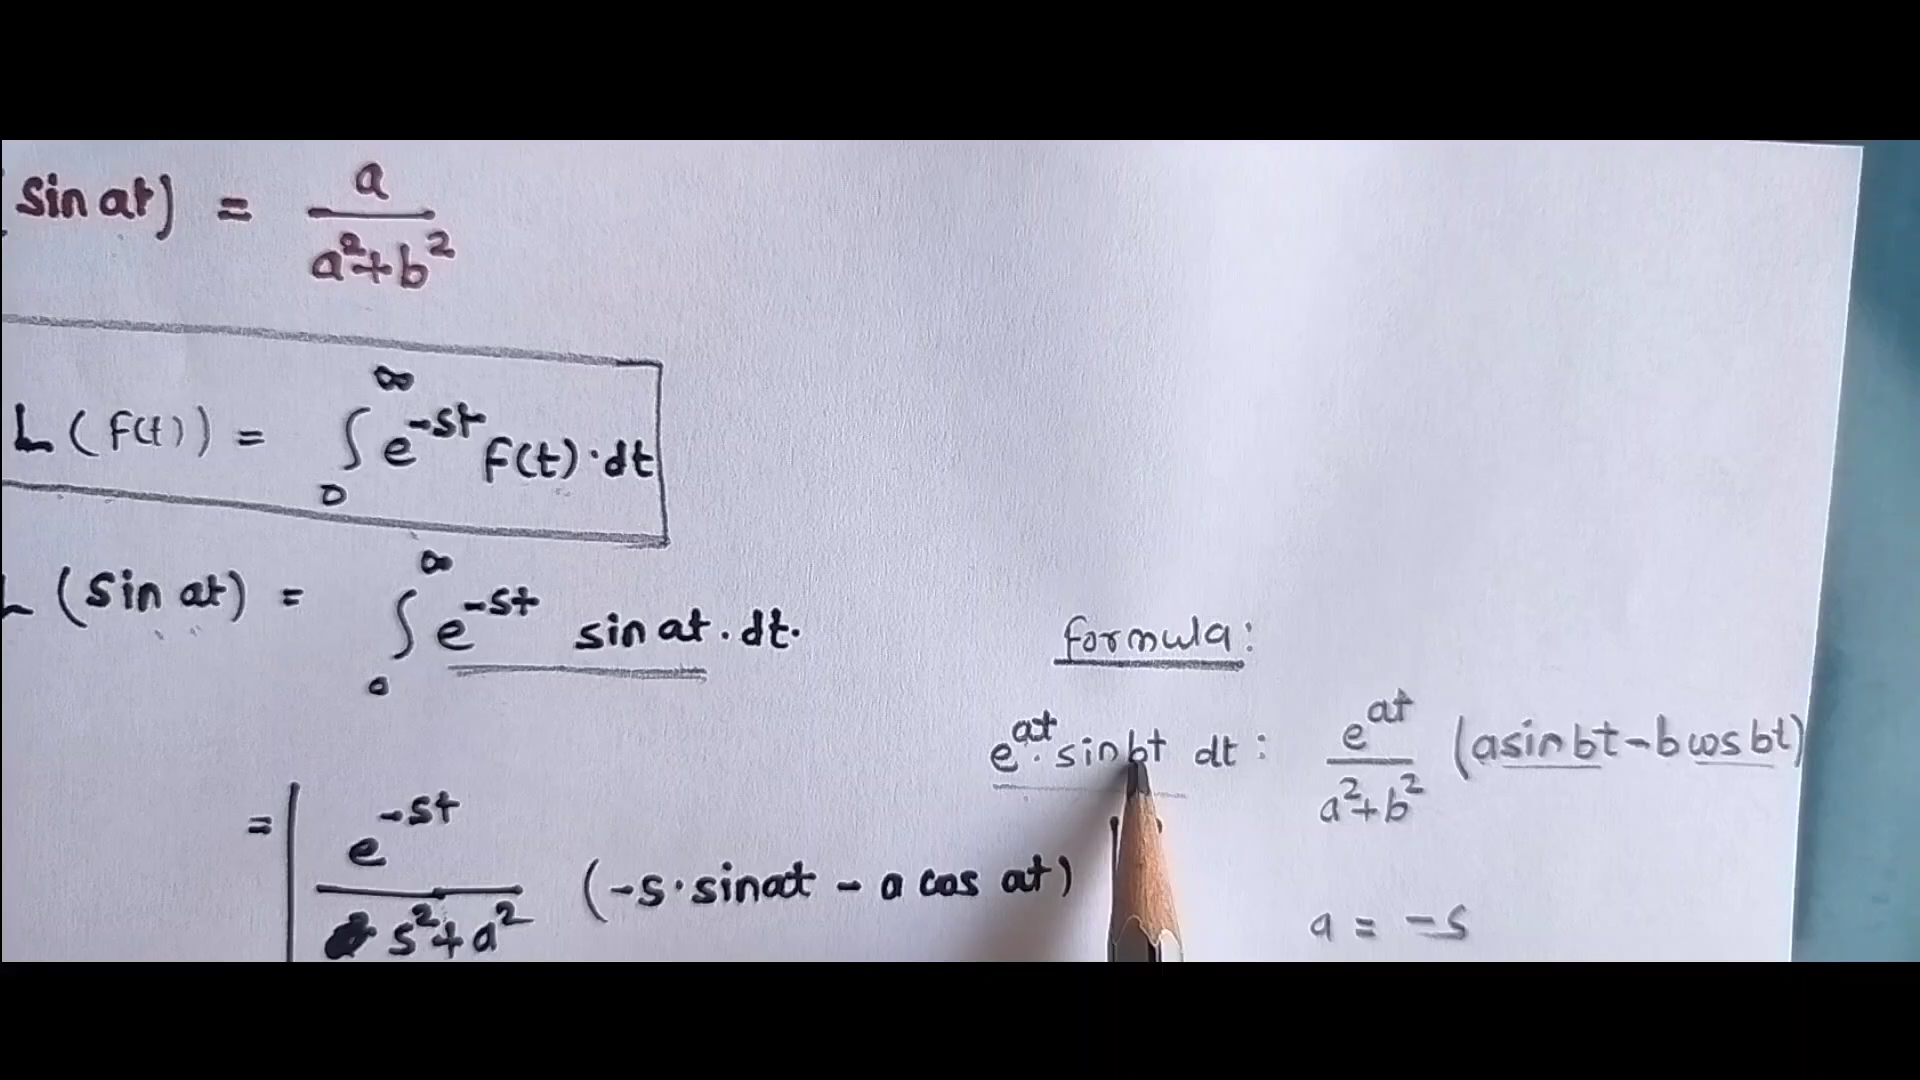 sin at) = a/(a²+b²)
L (f(t)) = ∫₀^∞ e^(-st) f(t)·dt
L (sin at) = ∫₀^∞ e^(-st) sin at. dt.
formula:
e^(at). sin bt dt : e^(at)/(a²+b²) (a sin bt - b cos bt)
= | e^(-st)/(s²+a²) (-s·sin at - a cos at)
a = -s